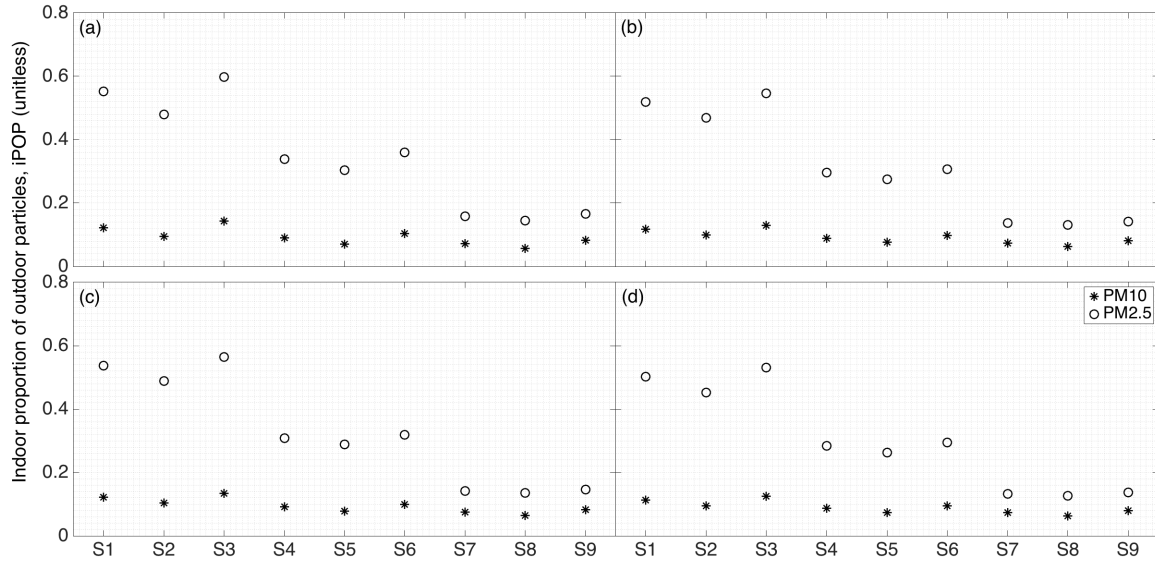 Indoor proportion of outdoor particles, iPOP (unitless)
0.8
0.6
0.4
0.2
0
(a)
(b)
0.8
0.6
0.4
0.2
0
(c)
(d)
PM10
PM2.5
S1 S2 S3 S4 S5 S6 S7 S8 S9
S1 S2 S3 S4 S5 S6 S7 S8 S9